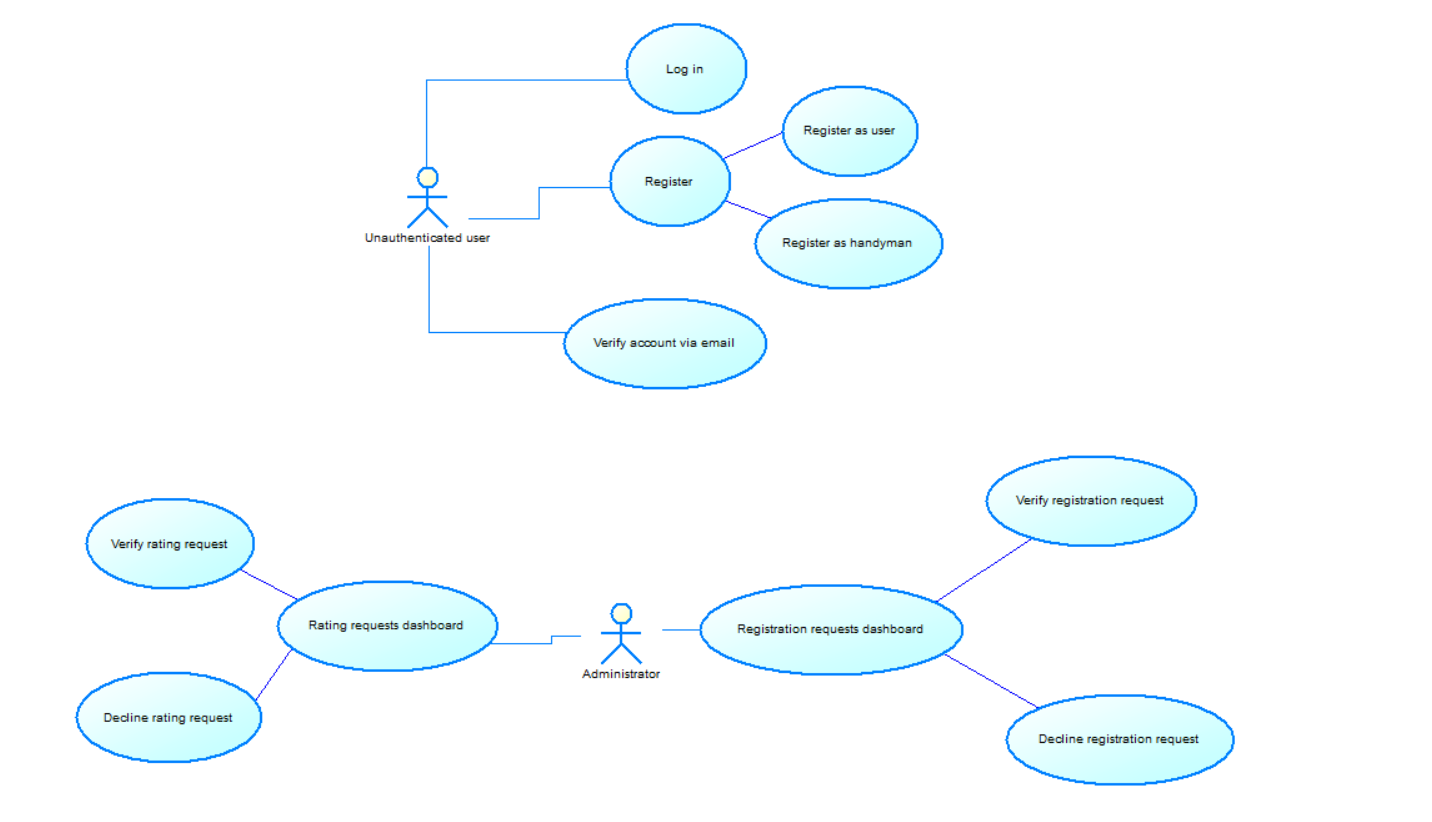 Log in
Register as user
Register
Register as handyman
Unauthenticated user
Verify account via email
Verify registration request
Verify rating request
Rating requests dashboard
Registration requests dashboard
Administrator
Decline rating request
Decline registration request